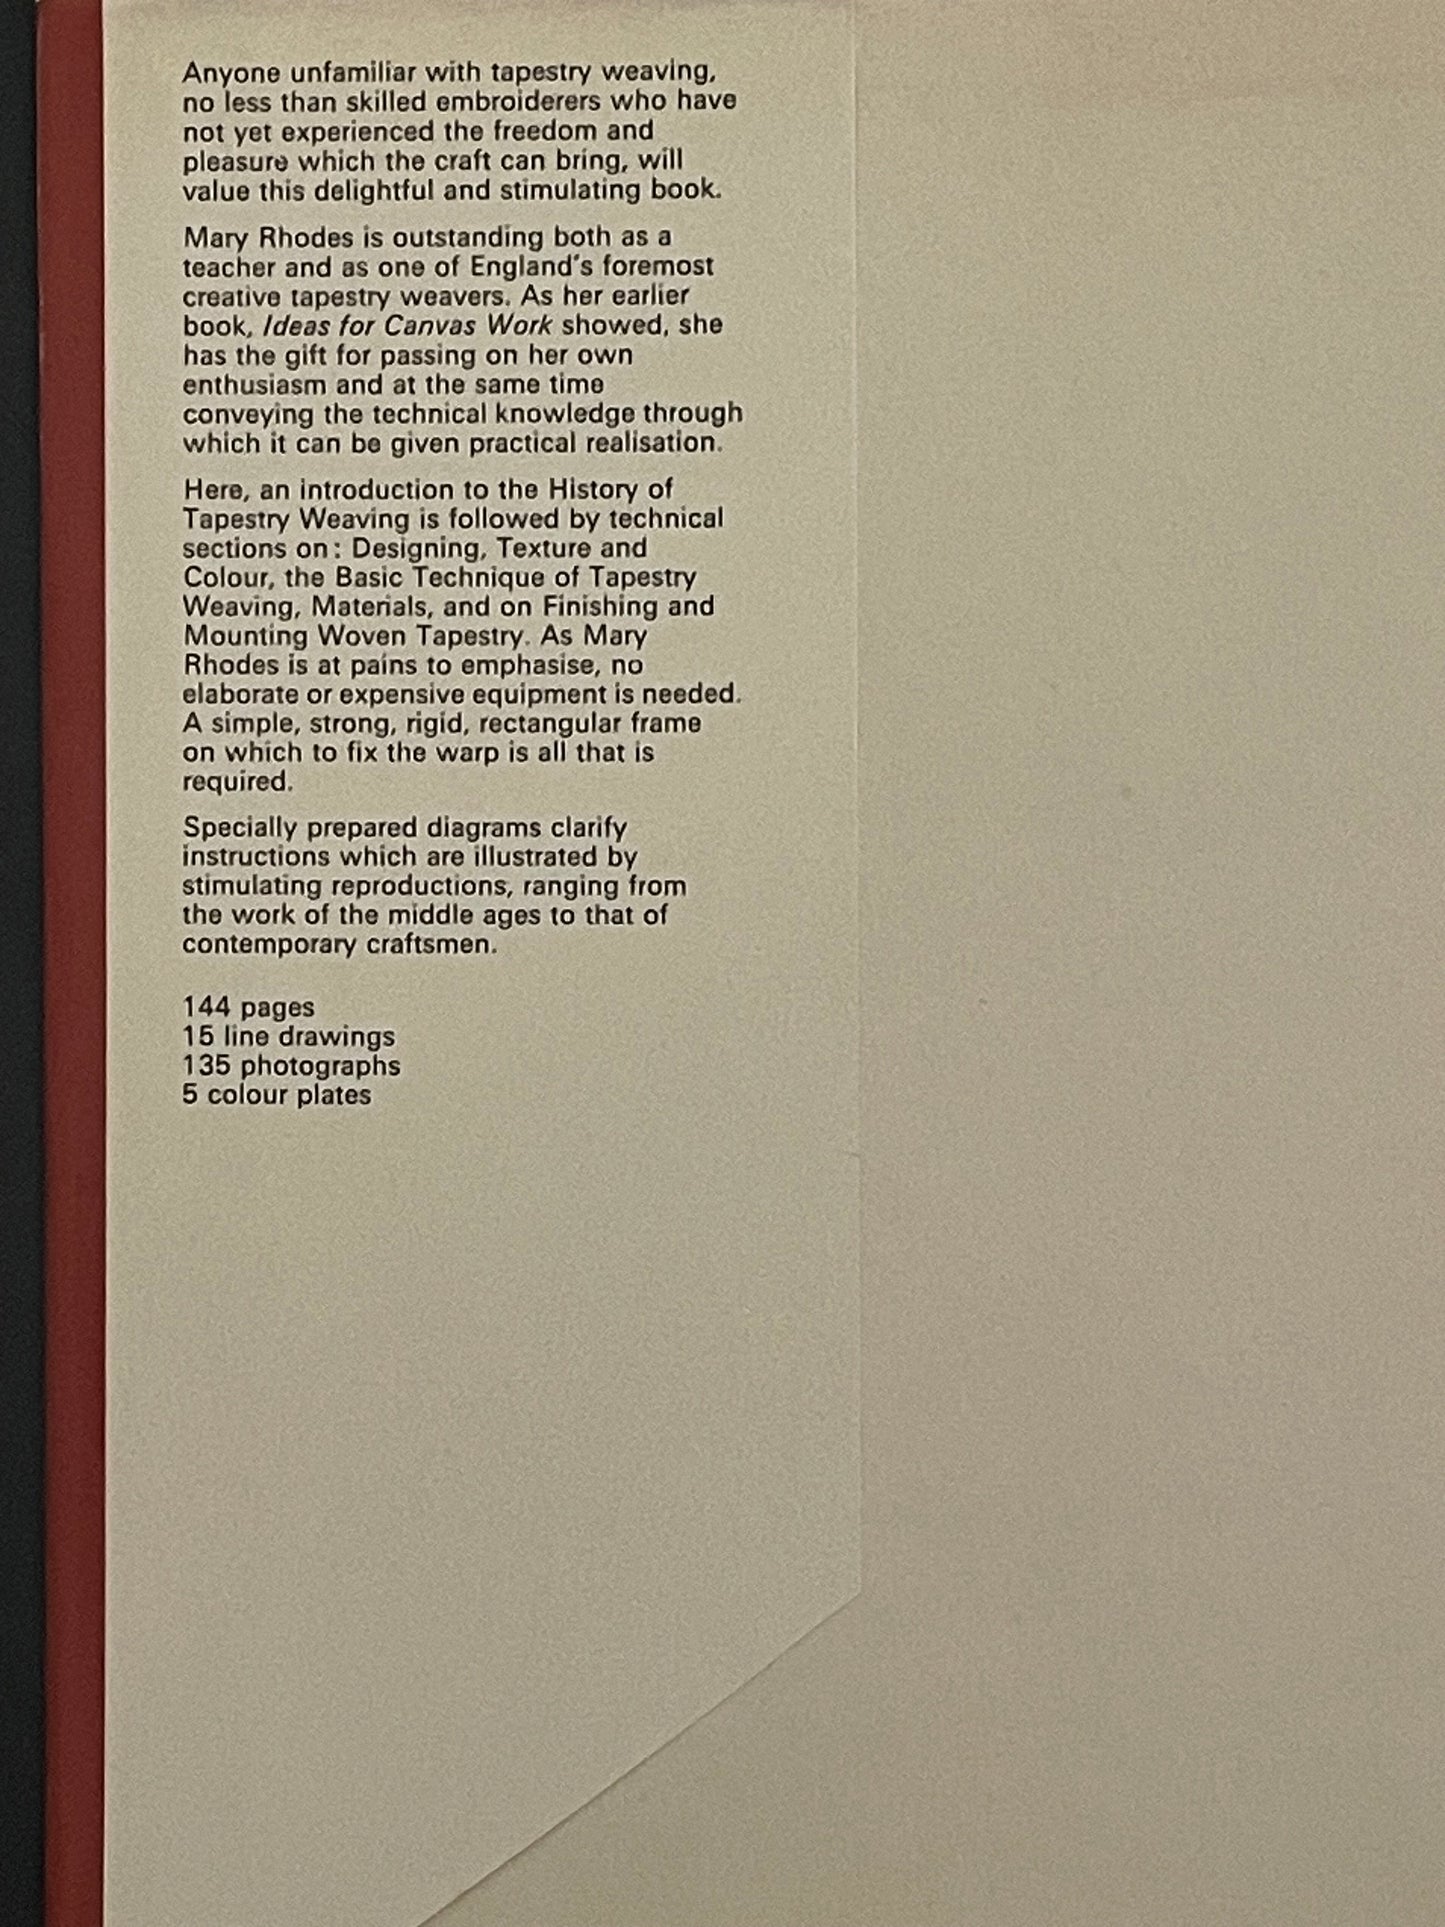 Anyone unfamiliar with tapestry weaving,
no less than skilled embroiderers who have
not yet experienced the freedom and
pleasure which the craft can bring, will
value this delightful and stimulating book.
Mary Rhodes is outstanding both as a
teacher and as one of England's foremost
creative tapestry weavers. As her earlier
book, Ideas for Canvas Work showed, she
has the gift for passing on her own
enthusiasm and at the same time
conveying the technical knowledge through
which it can be given practical realisation.
Here, an introduction to the History of
Tapestry Weaving is followed by technical
sections on: Designing, Texture and
Colour, the Basic Technique of Tapestry
Weaving, Materials, and on Finishing and
Mounting Woven Tapestry. As Mary
Rhodes is at pains to emphasise, no
elaborate or expensive equipment is needed.
A simple, strong, rigid, rectangular frame
on which to fix the warp is all that is
required.
Specially prepared diagrams clarify
instructions which are illustrated by
stimulating reproductions, ranging from
the work of the middle ages to that of
contemporary craftsmen.
144 pages
15 line drawings
135 photographs
5 colour plates